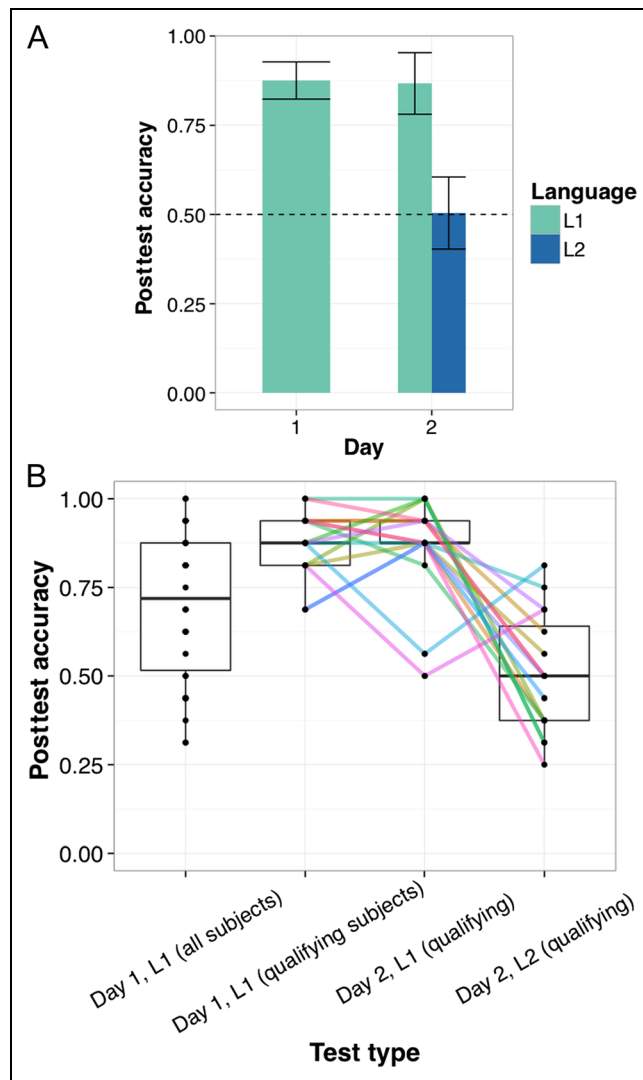 A
1.00
0.75
0.50
0.25
0.00
Posttest accuracy
1 2
Day
Language
L1
L2
B
1.00
0.75
0.50
0.25
0.00
Posttest accuracy
Day 1, L1 (all subjects)
Day 1, L1 (qualifying subjects)
Day 2, L1 (qualifying)
Day 2, L2 (qualifying)
Test type